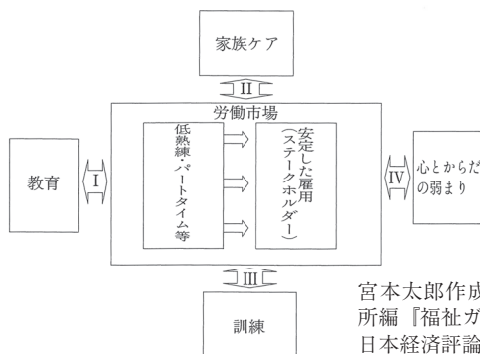 家族ケア
II
労働市場
低熟練・パートタイム等
安定した雇用
(ステークホルダー)
教育
I
IV
心とからだ
の弱まり
III
訓練
宮本太郎作成
所編『福祉ガ
日本経済評論